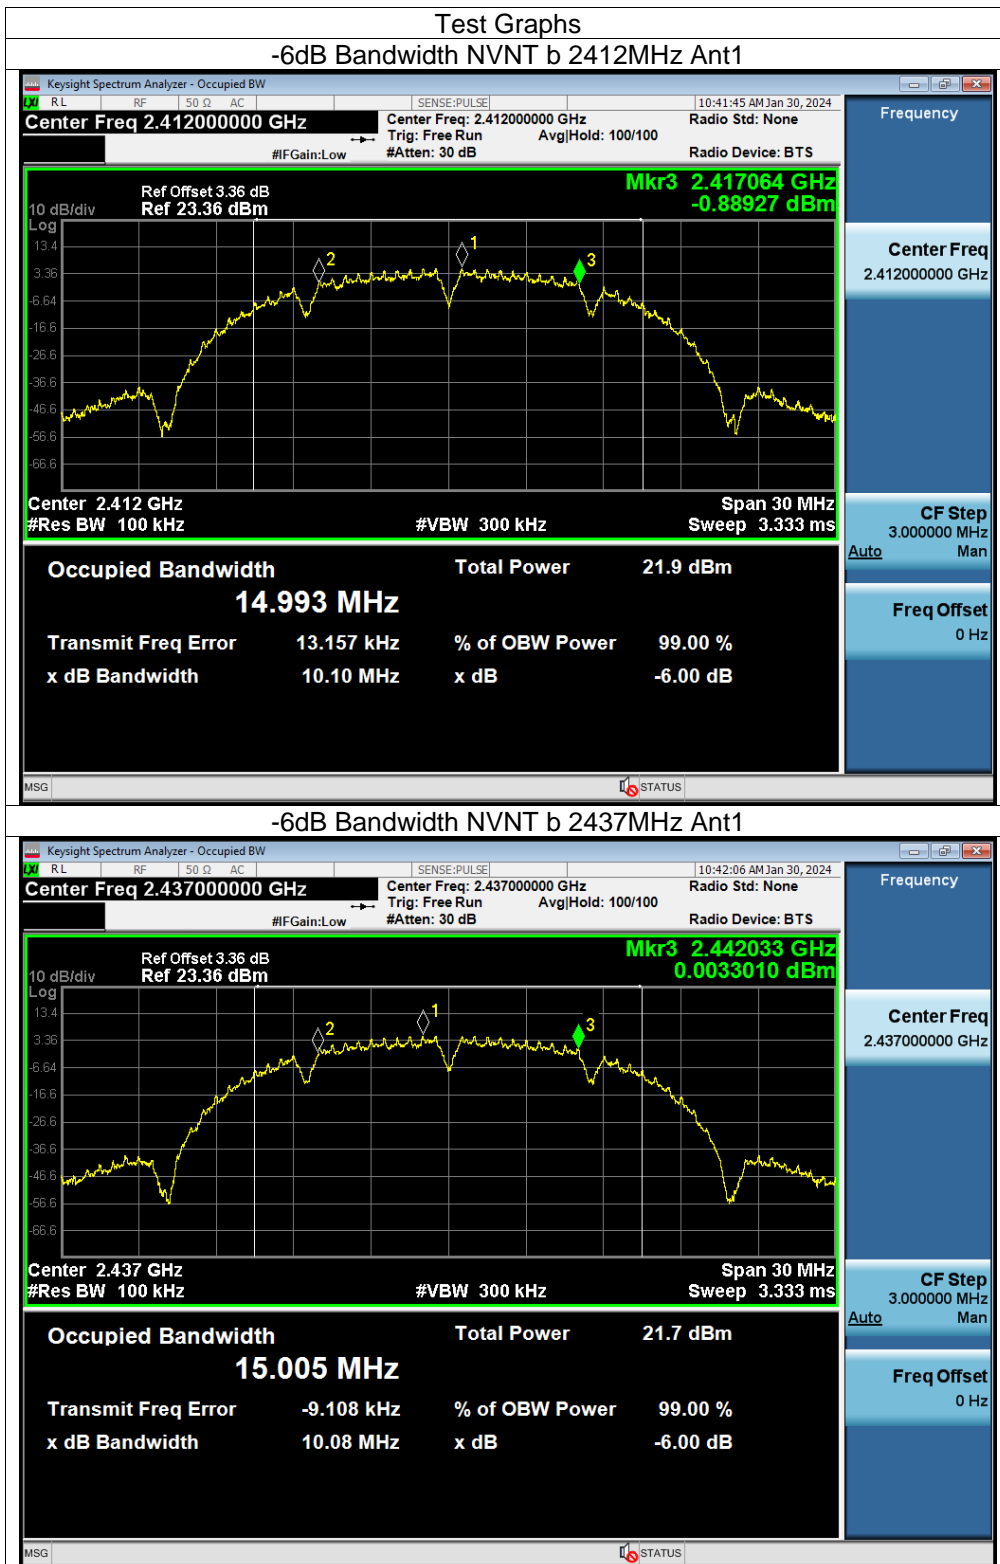 Test Graphs
-6dB Bandwidth NVNT b 2412MHz Ant1
Keysight Spectrum Analyzer - Occupied BW
LXI RL RF 50 Ω AC SENSE:PULSE 10:41:45 AM Jan 30, 2024
Center Freq 2.412000000 GHz Center Freq: 2.412000000 GHz Radio Std: None Frequency
Trig: Free Run Avg|Hold: 100/100
#IFGain:Low #Atten: 30 dB Radio Device: BTS
Mkr3 2.417064 GHz
-0.88927 dBm
Ref Offset 3.36 dB
10 dB/div Ref 23.36 dBm
Log
13.4
3.36
-6.64
-16.6
-26.6
-36.6
-46.6
-56.6
-66.6
2 1 3
Center Freq
2.412000000 GHz
Center 2.412 GHz Span 30 MHz
#Res BW 100 kHz #VBW 300 kHz Sweep 3.333 ms
CF Step
3.000000 MHz
Auto Man
Occupied Bandwidth Total Power 21.9 dBm
14.993 MHz
Freq Offset
0 Hz
Transmit Freq Error 13.157 kHz % of OBW Power 99.00 %
x dB Bandwidth 10.10 MHz x dB -6.00 dB
MSG STATUS
-6dB Bandwidth NVNT b 2437MHz Ant1
Keysight Spectrum Analyzer - Occupied BW
LXI RL RF 50 Ω AC SENSE:PULSE 10:42:06 AM Jan 30, 2024
Center Freq 2.437000000 GHz Center Freq: 2.437000000 GHz Radio Std: None Frequency
Trig: Free Run Avg|Hold: 100/100
#IFGain:Low #Atten: 30 dB Radio Device: BTS
Mkr3 2.442033 GHz
0.0033010 dBm
Ref Offset 3.36 dB
10 dB/div Ref 23.36 dBm
Log
13.4
3.36
-6.64
-16.6
-26.6
-36.6
-46.6
-56.6
-66.6
2 1 3
Center Freq
2.437000000 GHz
Center 2.437 GHz Span 30 MHz
#Res BW 100 kHz #VBW 300 kHz Sweep 3.333 ms
CF Step
3.000000 MHz
Auto Man
Occupied Bandwidth Total Power 21.7 dBm
15.005 MHz
Freq Offset
0 Hz
Transmit Freq Error -9.108 kHz % of OBW Power 99.00 %
x dB Bandwidth 10.08 MHz x dB -6.00 dB
MSG STATUS